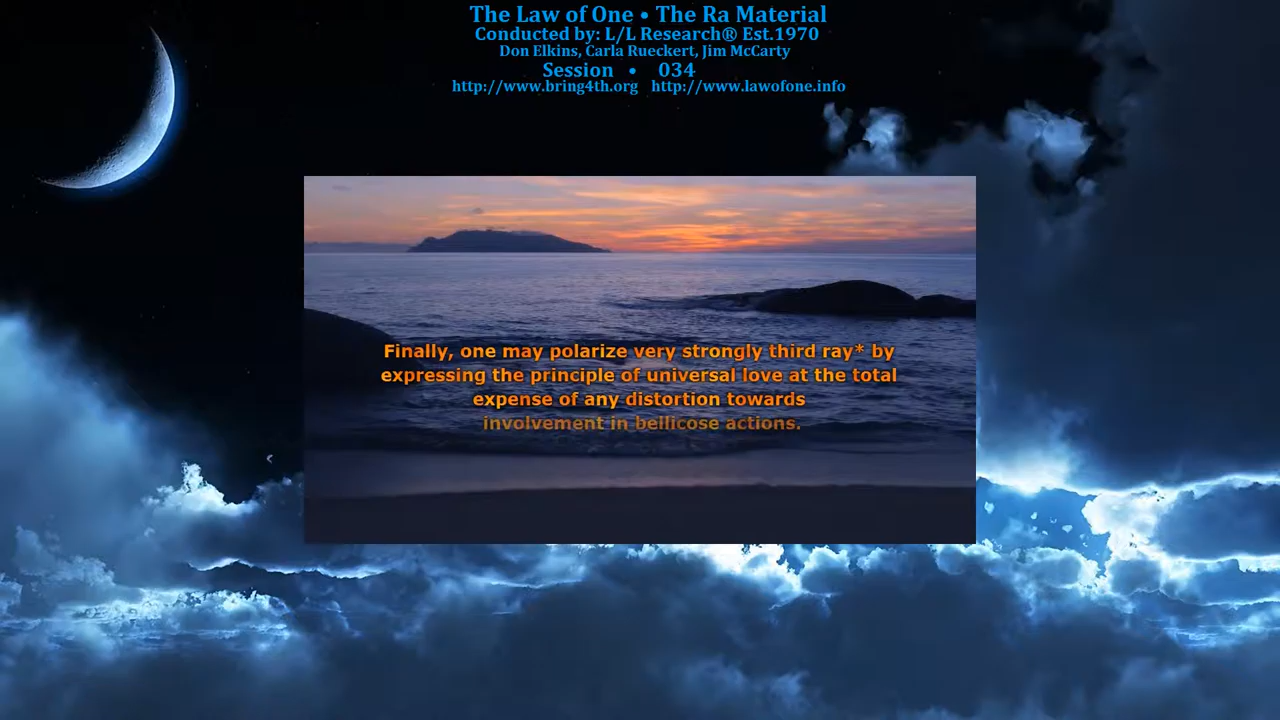 The Law of One • The Ra Material
Conducted by: L/L Research® Est.1970
Don Elkins, Carla Rueckert, Jim McCarty
Session • 034
http://www.bring4th.org http://www.lawofone.info
Finally, one may polarize very strongly third ray* by
expressing the principle of universal love at the total
expense of any distortion towards
involvement in bellicose actions.